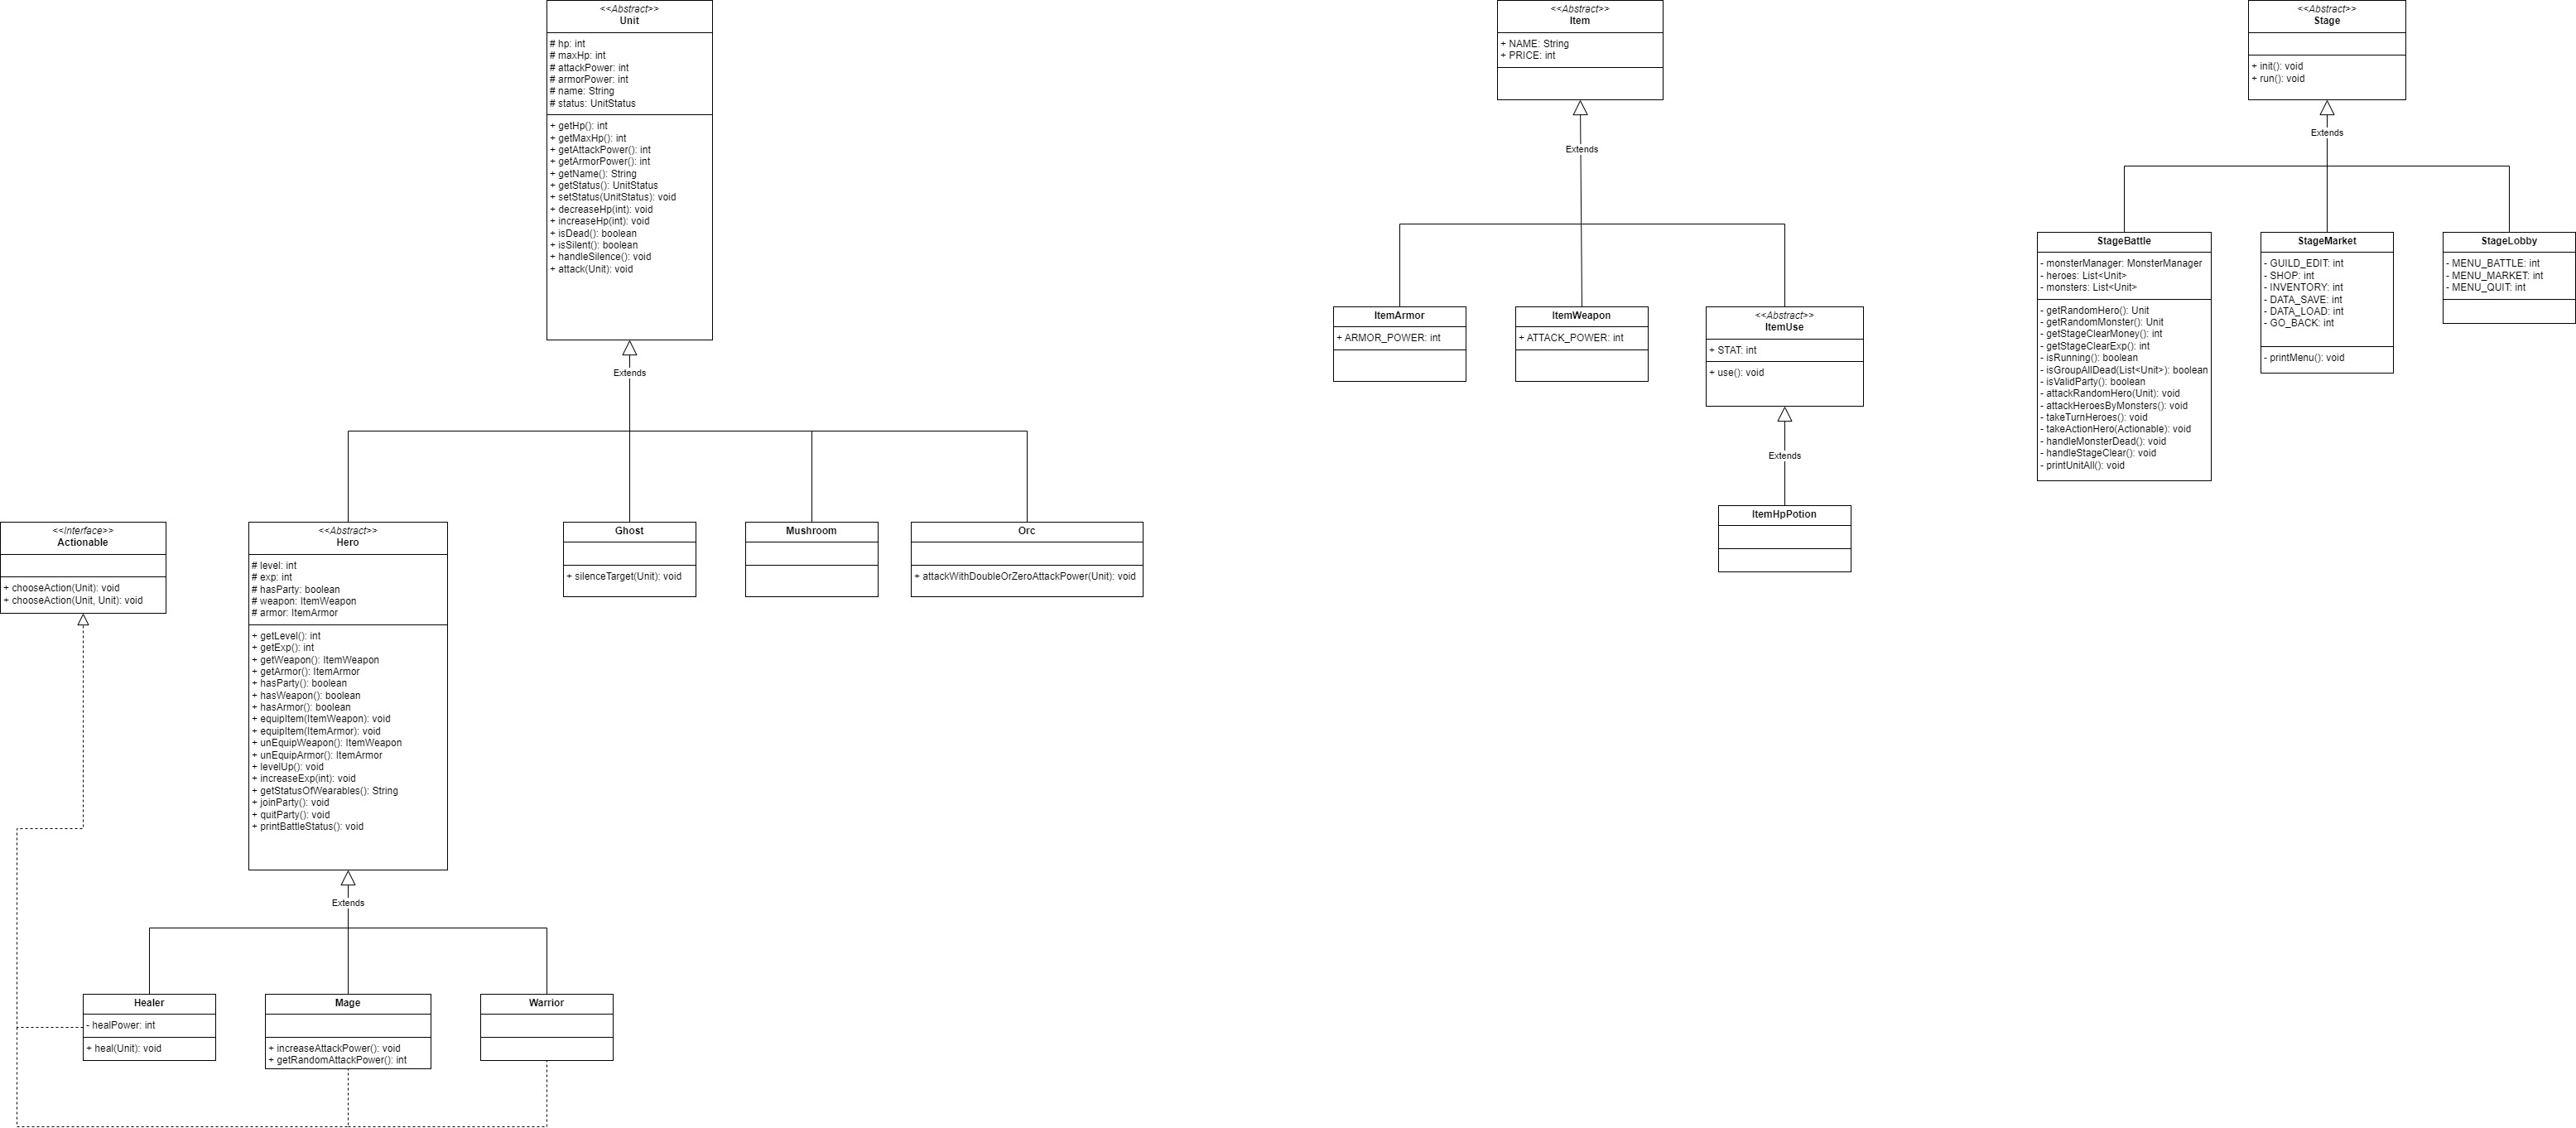 <<Abstract>>
Unit
# hp: int
# maxHp: int
# attackPower: int
# armorPower: int
# name: String
# status: UnitStatus
+ getHp(): int
+ getMaxHp(): int
+ getAttackPower(): int
+ getArmorPower(): int
+ getName(): String
+ getStatus(): UnitStatus
+ setStatus(UnitStatus): void
+ decreaseHp(int): void
+ increaseHp(int): void
+ isDead(): boolean
+ isSilent(): boolean
+ handleSilence(): void
+ attack(Unit): void
Extends
<<Interface>>
Actionable
+ chooseAction(Unit): void
+ chooseAction(Unit, Unit): void
<<Abstract>>
Hero
# level: int
# exp: int
# hasParty: boolean
# weapon: ItemWeapon
# armor: ItemArmor
+ getLevel(): int
+ getExp(): int
+ getWeapon(): ItemWeapon
+ getArmor(): ItemArmor
+ hasParty(): boolean
+ hasWeapon(): boolean
+ hasArmor(): boolean
+ equipItem(ItemWeapon): void
+ equipItem(ItemArmor): void
+ unEquipWeapon(): ItemWeapon
+ unEquipArmor(): ItemArmor
+ levelUp(): void
+ increaseExp(int): void
+ getStatusOfWearables(): String
+ joinParty(): void
+ quitParty(): void
+ printBattleStatus(): void
Extends
Ghost
+ silenceTarget(Unit): void
Mushroom
Orc
+ attackWithDoubleOrZeroAttackPower(Unit): void
Healer
- healPower: int
+ heal(Unit): void
Mage
+ increaseAttackPower(): void
+ getRandomAttackPower(): int
Warrior
<<Abstract>>
Item
+ NAME: String
+ PRICE: int
Extends
ItemArmor
+ ARMOR_POWER: int
ItemWeapon
+ ATTACK_POWER: int
<<Abstract>>
ItemUse
+ STAT: int
+ use(): void
Extends
ItemHpPotion
<<Abstract>>
Stage
+ init(): void
+ run(): void
Extends
StageBattle
- monsterManager: MonsterManager
- heroes: List<Unit>
- monsters: List<Unit>
- getRandomHero(): Unit
- getRandomMonster(): Unit
- getStageClearMoney(): int
- getStageClearExp(): int
- isRunning(): boolean
- isGroupAllDead(List<Unit>): boolean
- isValidParty(): boolean
- attackRandomHero(Unit): void
- attackHeroesByMonsters(): void
- takeTurnHeroes(): void
- takeActionHero(Actionable): void
- handleMonsterDead(): void
- handleStageClear(): void
- printUnitAll(): void
StageMarket
- GUILD_EDIT: int
- SHOP: int
- INVENTORY: int
- DATA_SAVE: int
- DATA_LOAD: int
- GO_BACK: int
- printMenu(): void
StageLobby
- MENU_BATTLE: int
- MENU_MARKET: int
- MENU_QUIT: int